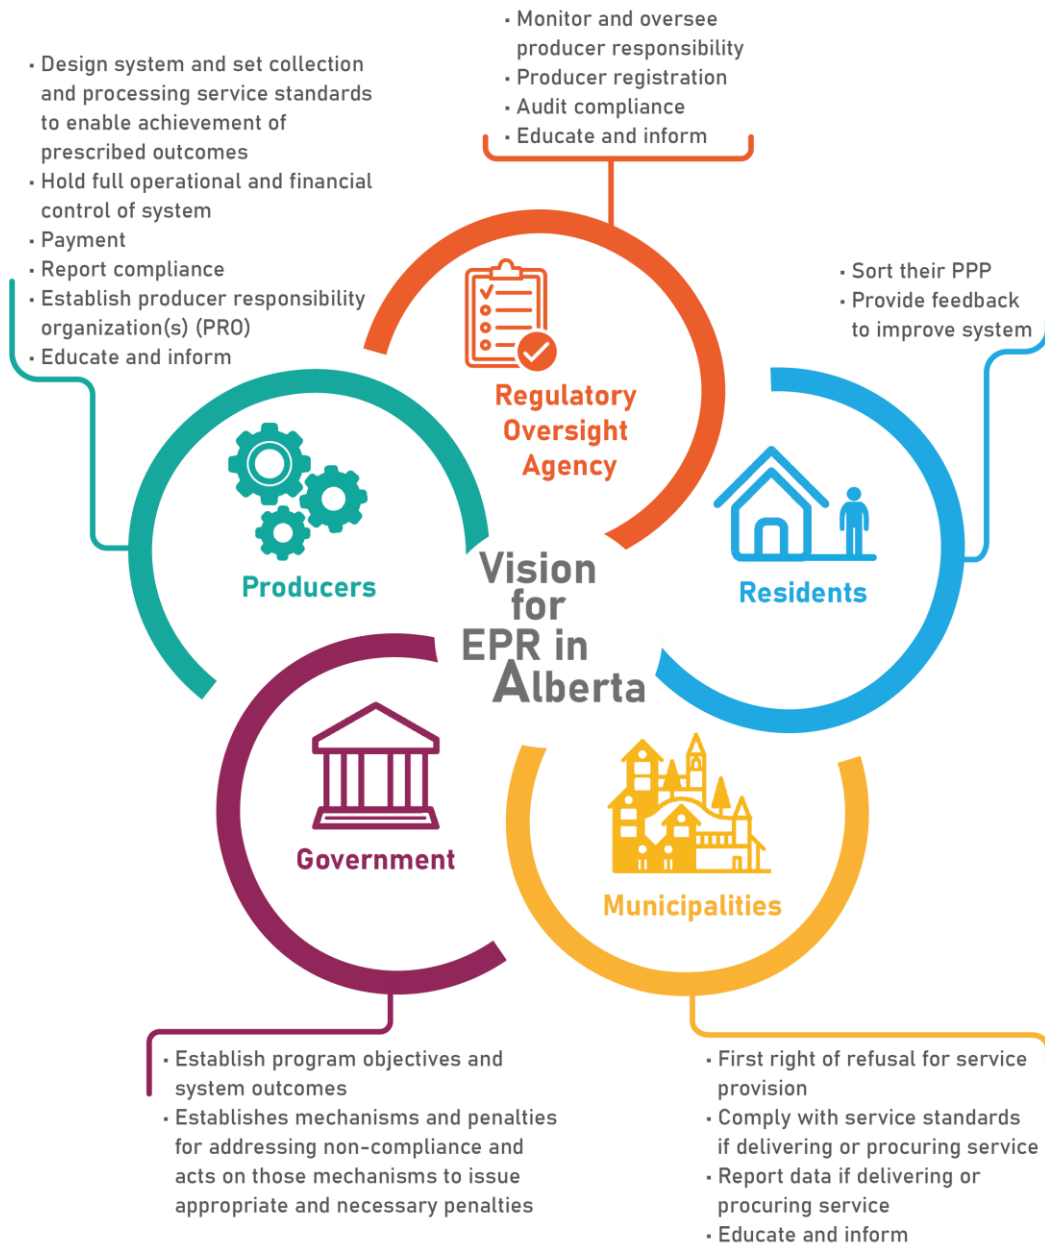 ▪ Monitor and oversee
producer responsibility
▪ Producer registration
▪ Audit compliance
▪ Educate and inform
▪ Design system and set collection
and processing service standards
to enable achievement of
prescribed outcomes
▪ Hold full operational and financial
control of system
▪ Payment
▪ Report compliance
▪ Establish producer responsibility
organization(s) (PRO)
▪ Educate and inform
▪ Sort their PPP
▪ Provide feedback
to improve system
Regulatory
Oversight
Agency
Producers
Residents
Vision
for
EPR in
Alberta
Government
Municipalities
▪ Establish program objectives and
system outcomes
▪ Establishes mechanisms and penalties
for addressing non-compliance and
acts on those mechanisms to issue
appropriate and necessary penalties
▪ First right of refusal for service
provision
▪ Comply with service standards
if delivering or procuring service
▪ Report data if delivering or
procuring service
▪ Educate and inform